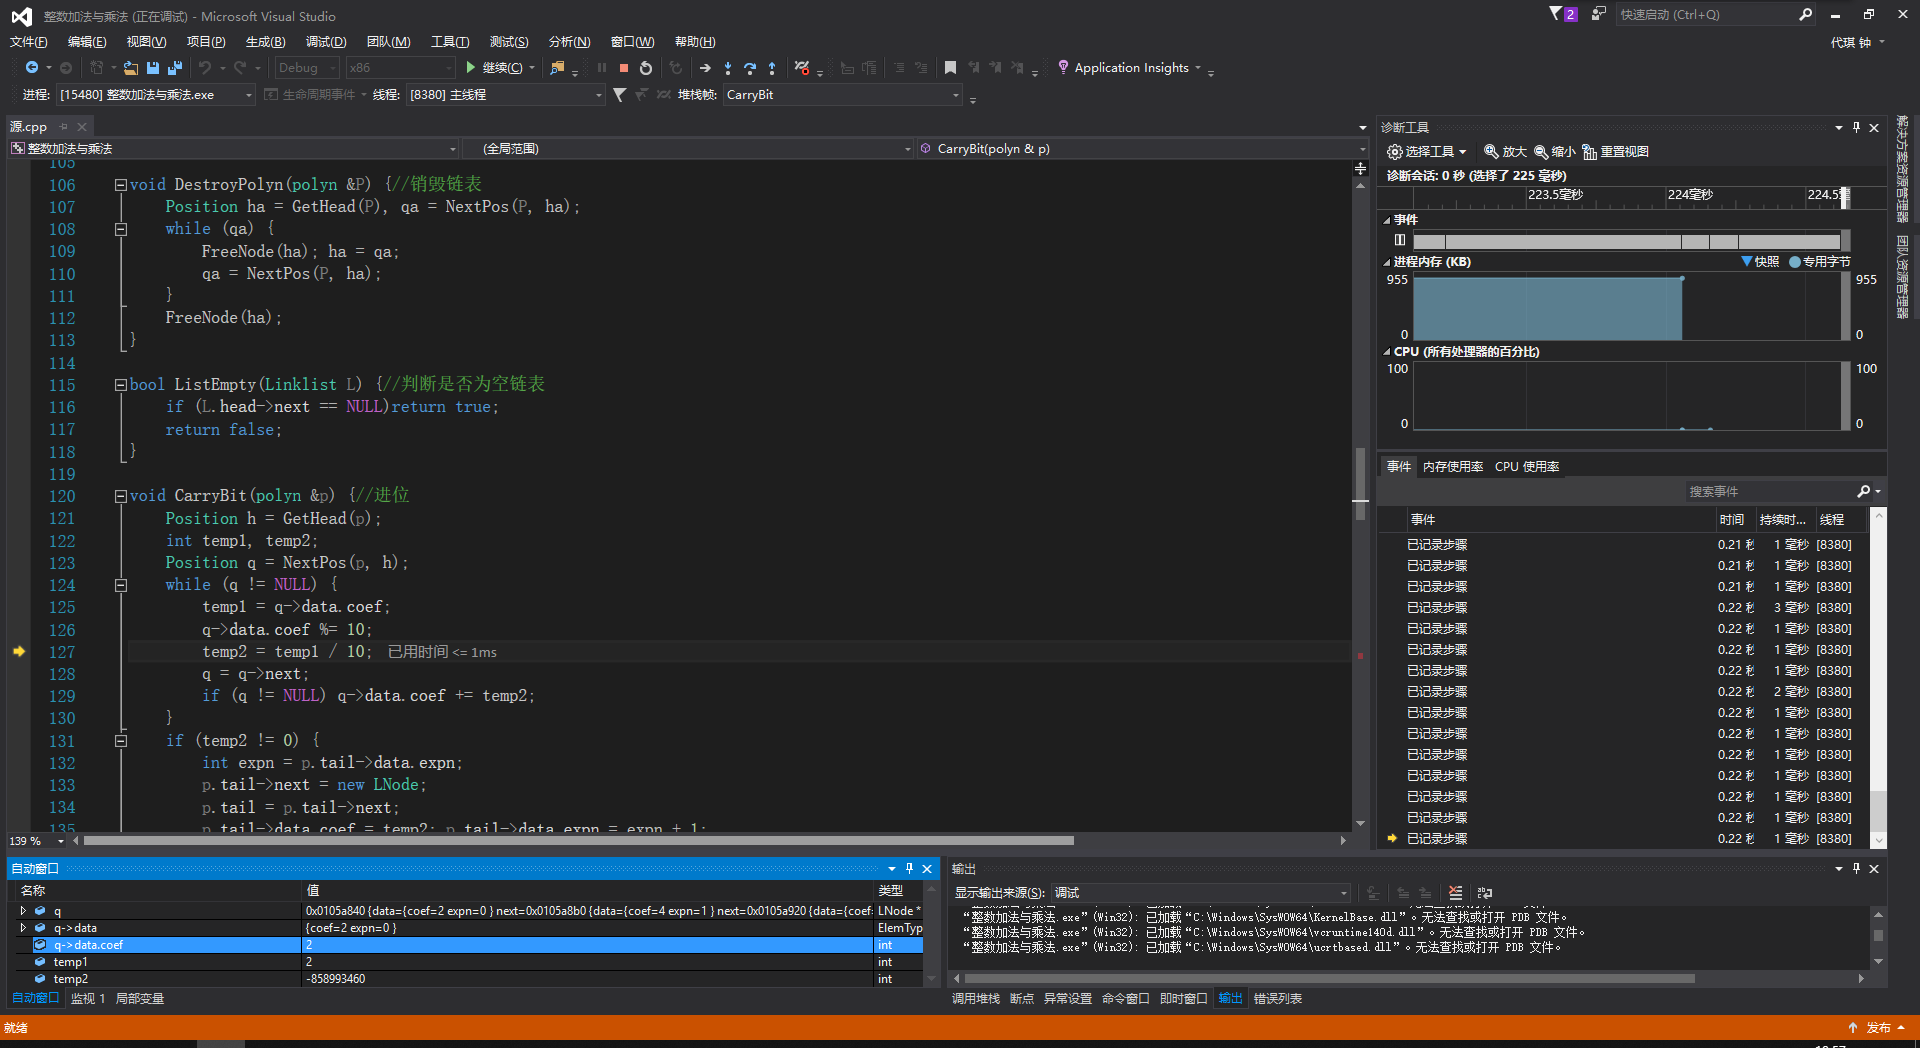 整数加法与乘法 (正在调试) - Microsoft Visual Studio
2
快速启动 (Ctrl+Q)
文件(F) 编辑(E) 视图(V) 项目(P) 生成(B) 调试(D) 团队(M) 工具(T) 测试(S) 分析(N) 窗口(W) 帮助(H)
代琪 钟
Debug x86 继续(C) Application Insights
进程: [15480] 整数加法与乘法.exe 生命周期事件 线程: [8380] 主线程 堆栈帧: CarryBit
源.cpp
整数加法与乘法 (全局范围) CarryBit(polyn & p)
105
106 void DestroyPolyn(polyn &P) {//销毁链表
107 Position ha = GetHead(P), qa = NextPos(P, ha);
108 while (qa) {
109 FreeNode(ha); ha = qa;
110 qa = NextPos(P, ha);
111 }
112 FreeNode(ha);
113 }
114
115 bool ListEmpty(Linklist L) {//判断是否为空链表
116 if (L.head->next == NULL)return true;
117 return false;
118 }
119
120 void CarryBit(polyn &p) {//进位
121 Position h = GetHead(p);
122 int temp1, temp2;
123 Position q = NextPos(p, h);
124 while (q != NULL) {
125 temp1 = q->data.coef;
126 q->data.coef %= 10;
127 temp2 = temp1 / 10; 已用时间 <= 1ms
128 q = q->next;
129 if (q != NULL) q->data.coef += temp2;
130 }
131 if (temp2 != 0) {
132 int expn = p.tail->data.expn;
133 p.tail->next = new LNode;
134 p.tail = p.tail->next;
135 p.tail->data.coef = temp2; p.tail->data.expn = expn + 1;
139 %
诊断工具
选择工具 放大 缩小 重置视图
诊断会话: 0 秒 (选择了 225 毫秒)
223.5毫秒 224毫秒 224.5
事件
进程内存 (KB) 快照 专用字节
955 955
0 0
CPU (所有处理器的百分比)
100 100
0 0
事件 内存使用率 CPU 使用率
搜索事件
事件 时间 持续时... 线程
已记录步骤 0.21 秒 1 毫秒 [8380]
已记录步骤 0.21 秒 1 毫秒 [8380]
已记录步骤 0.21 秒 1 毫秒 [8380]
已记录步骤 0.22 秒 3 毫秒 [8380]
已记录步骤 0.22 秒 1 毫秒 [8380]
已记录步骤 0.22 秒 1 毫秒 [8380]
已记录步骤 0.22 秒 1 毫秒 [8380]
已记录步骤 0.22 秒 2 毫秒 [8380]
已记录步骤 0.22 秒 1 毫秒 [8380]
已记录步骤 0.22 秒 1 毫秒 [8380]
已记录步骤 0.22 秒 1 毫秒 [8380]
已记录步骤 0.22 秒 1 毫秒 [8380]
已记录步骤 0.22 秒 1 毫秒 [8380]
已记录步骤 0.22 秒 1 毫秒 [8380]
已记录步骤 0.22 秒 1 毫秒 [8380]
解决方案资源管理器
团队资源管理器
自动窗口
名称 值 类型
q 0x0105a840 {data={coef=2 expn=0 } next=0x0105a8b0 {data={coef=4 expn=1 } next=0x0105a920 {data={coef= LNode *
q->data {coef=2 expn=0 } ElemTyp
q->data.coef 2 int
temp1 2 int
temp2 -858993460 int
自动窗口 监视 1 局部变量
输出
显示输出来源(S): 调试
“整数加法与乘法.exe”(Win32): 已加载“C:\Windows\SysWOW64\KernelBase.dll”。无法查找或打开 PDB 文件。
“整数加法与乘法.exe”(Win32): 已加载“C:\Windows\SysWOW64\vcruntime140d.dll”。无法查找或打开 PDB 文件。
“整数加法与乘法.exe”(Win32): 已加载“C:\Windows\SysWOW64\ucrtbased.dll”。无法查找或打开 PDB 文件。
调用堆栈 断点 异常设置 命令窗口 即时窗口 输出 错误列表
就绪
发布